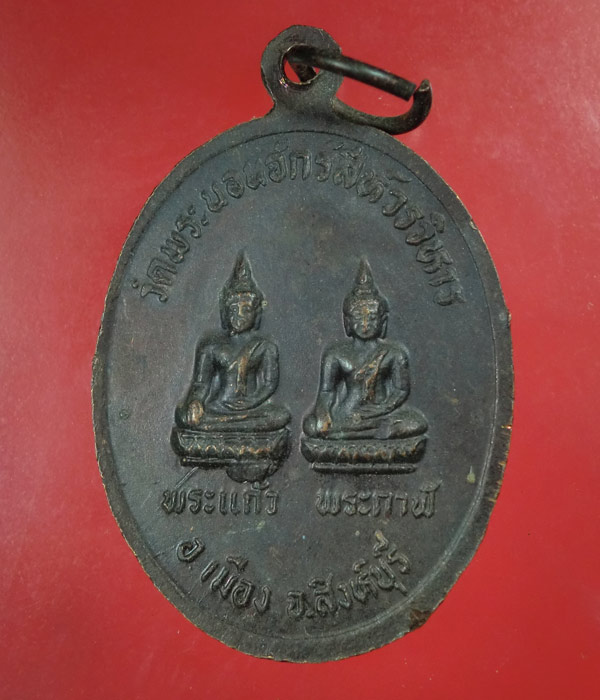 วัดพระนอนจักรสีห์วรวิหาร
พระแก้ว พระกาฬ
อ.เมือง จ.สิงห์บุรี